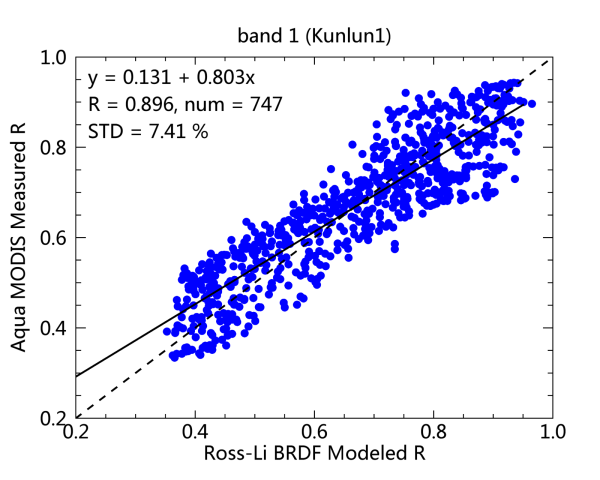 band 1 (Kunlun1)
y = 0.131 + 0.803x
R = 0.896, num = 747
STD = 7.41 %
Aqua MODIS Measured R
1.0
0.8
0.6
0.4
0.2
0.2 0.4 0.6 0.8 1.0
Ross-Li BRDF Modeled R